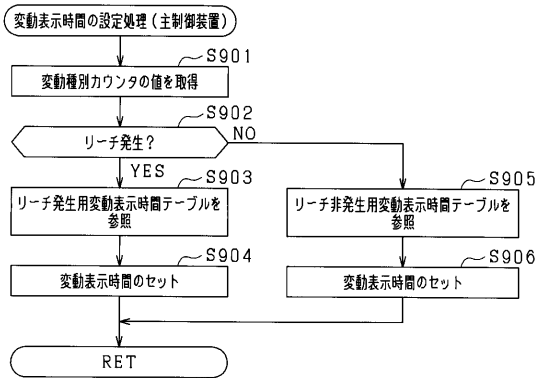 変動表示時間の設定処理(主制御装置)
S901
変動種別カウンタの値を取得
S902
リーチ発生?
NO
YES
S903
リーチ発生用変動表示時間テーブルを
参照
S905
リーチ非発生用変動表示時間テーブルを
参照
S904
変動表示時間のセット
S906
変動表示時間のセット
RET